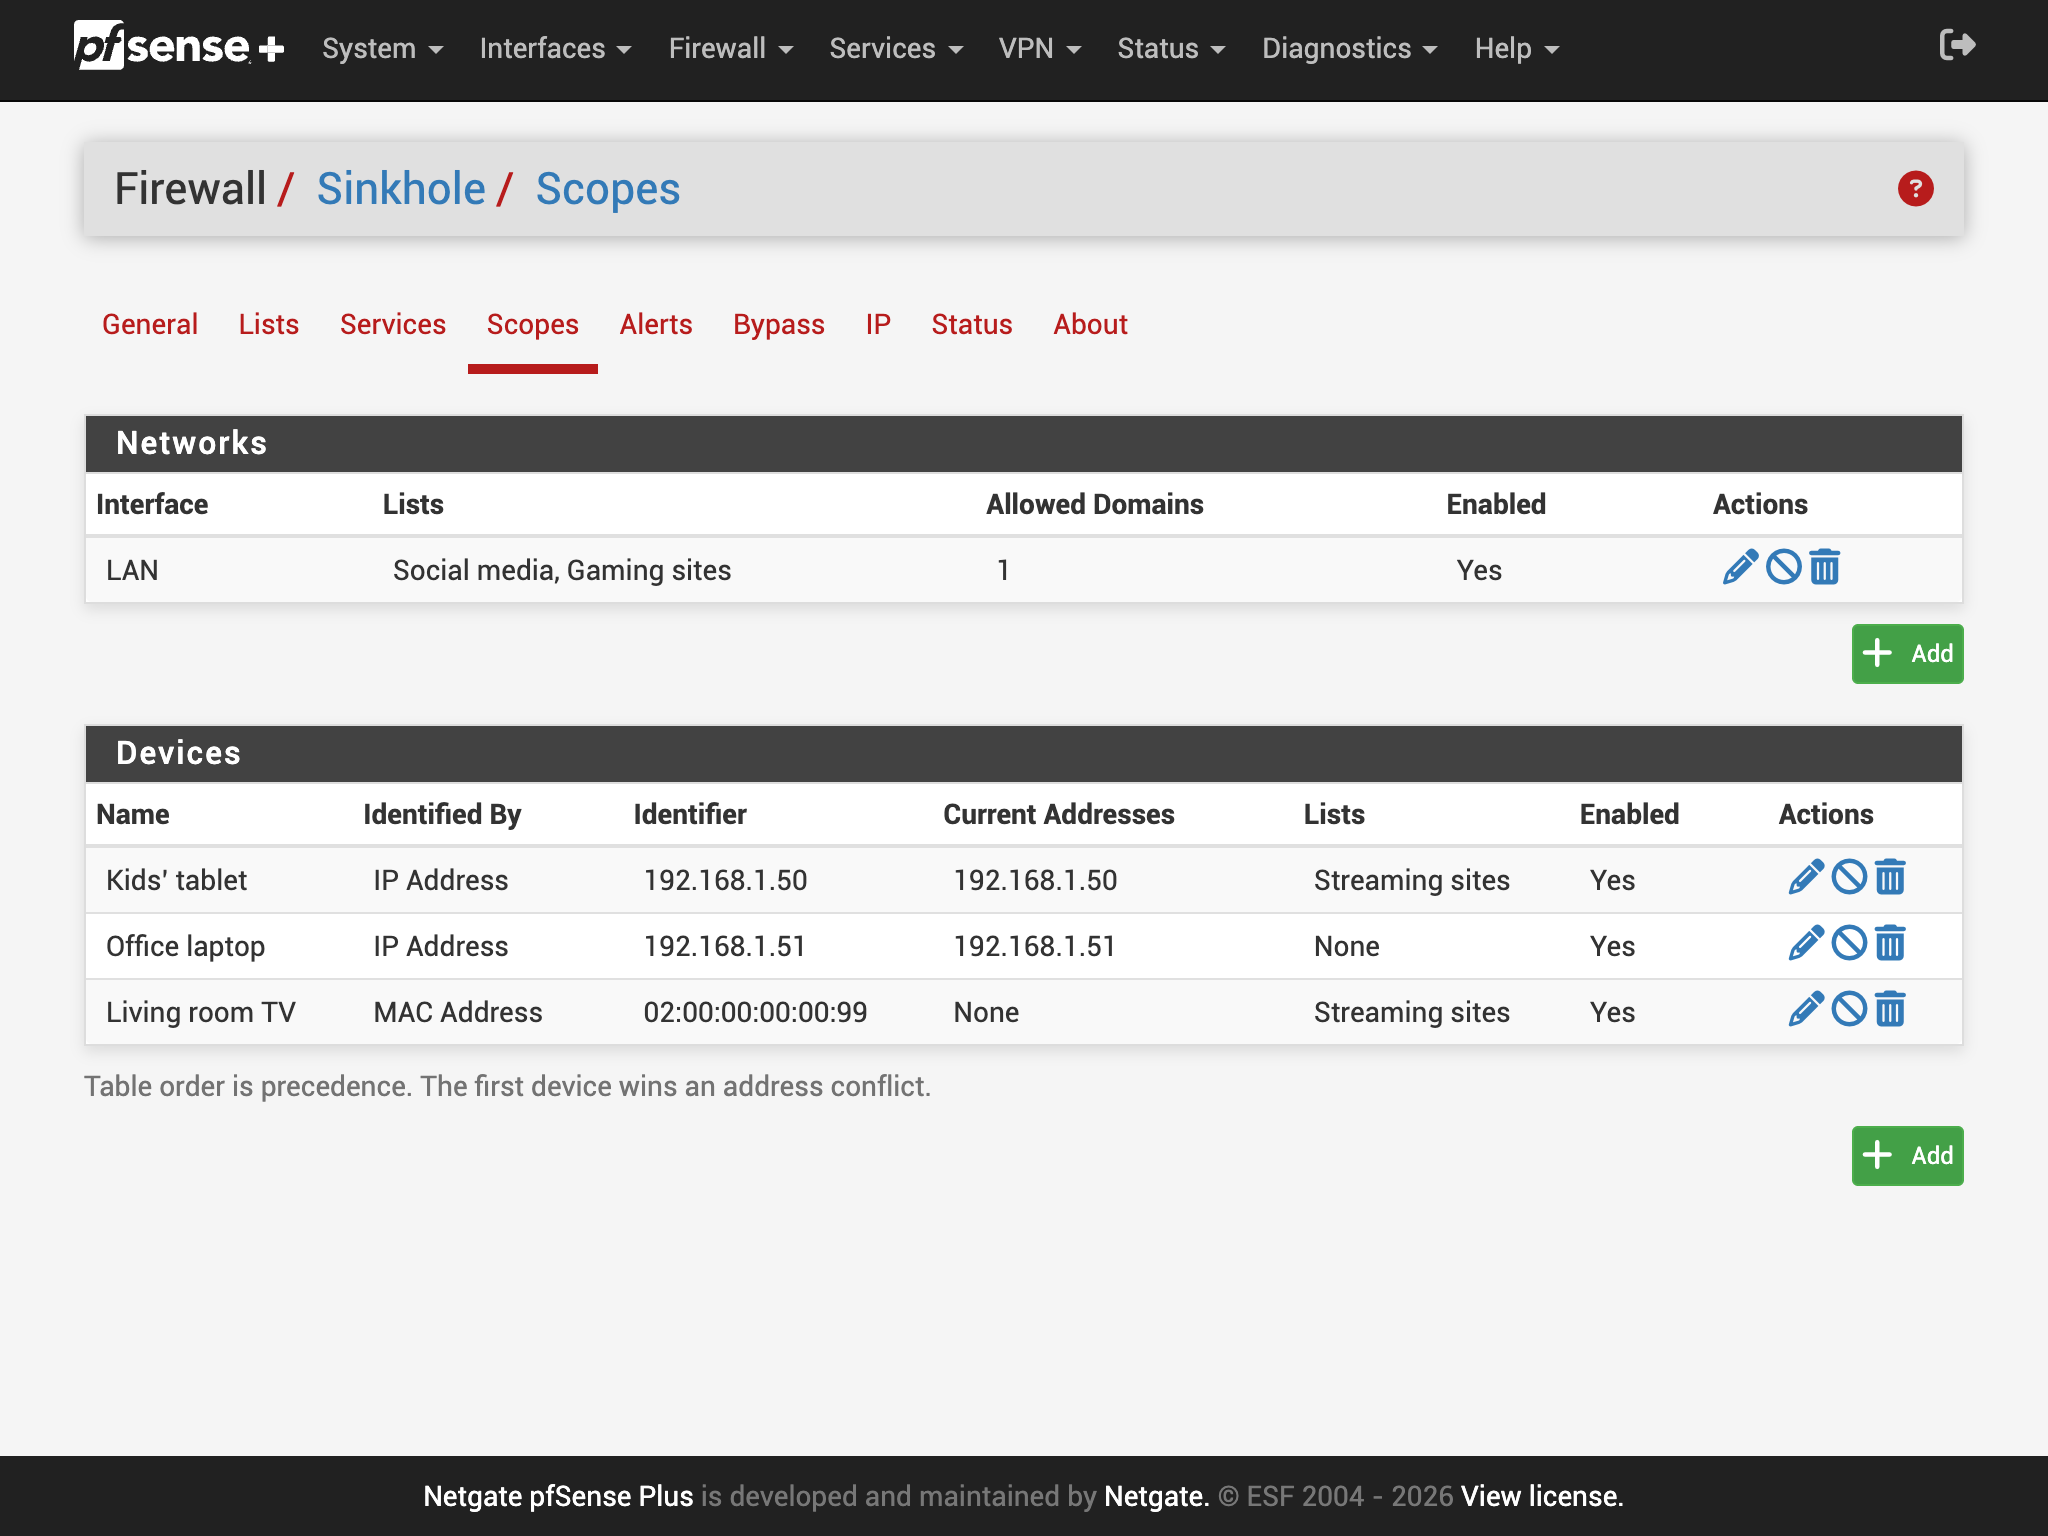 pfsense+ System Interfaces Firewall Services VPN Status Diagnostics Help
Firewall / Sinkhole / Scopes ?
General Lists Services Scopes Alerts Bypass IP Status About
Networks
Interface Lists Allowed Domains Enabled Actions
LAN Social media, Gaming sites 1 Yes
Add
Devices
Name Identified By Identifier Current Addresses Lists Enabled Actions
Kids' tablet IP Address 192.168.1.50 192.168.1.50 Streaming sites Yes
Office laptop IP Address 192.168.1.51 192.168.1.51 None Yes
Living room TV MAC Address 02:00:00:00:00:99 None Streaming sites Yes
Table order is precedence. The first device wins an address conflict.
Add
Netgate pfSense Plus is developed and maintained by Netgate. © ESF 2004 - 2026 View license.